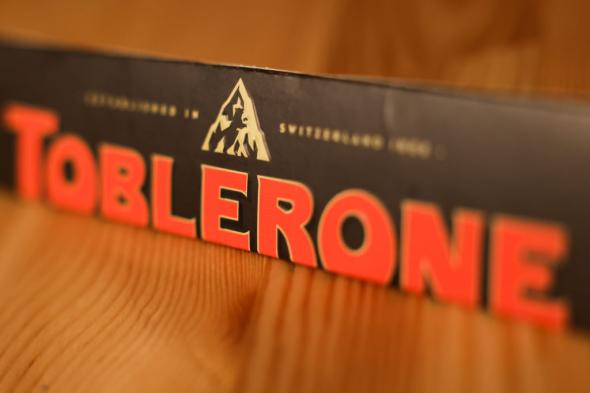 ESTABLISHED IN SWITZERLAND
TOBLERONE